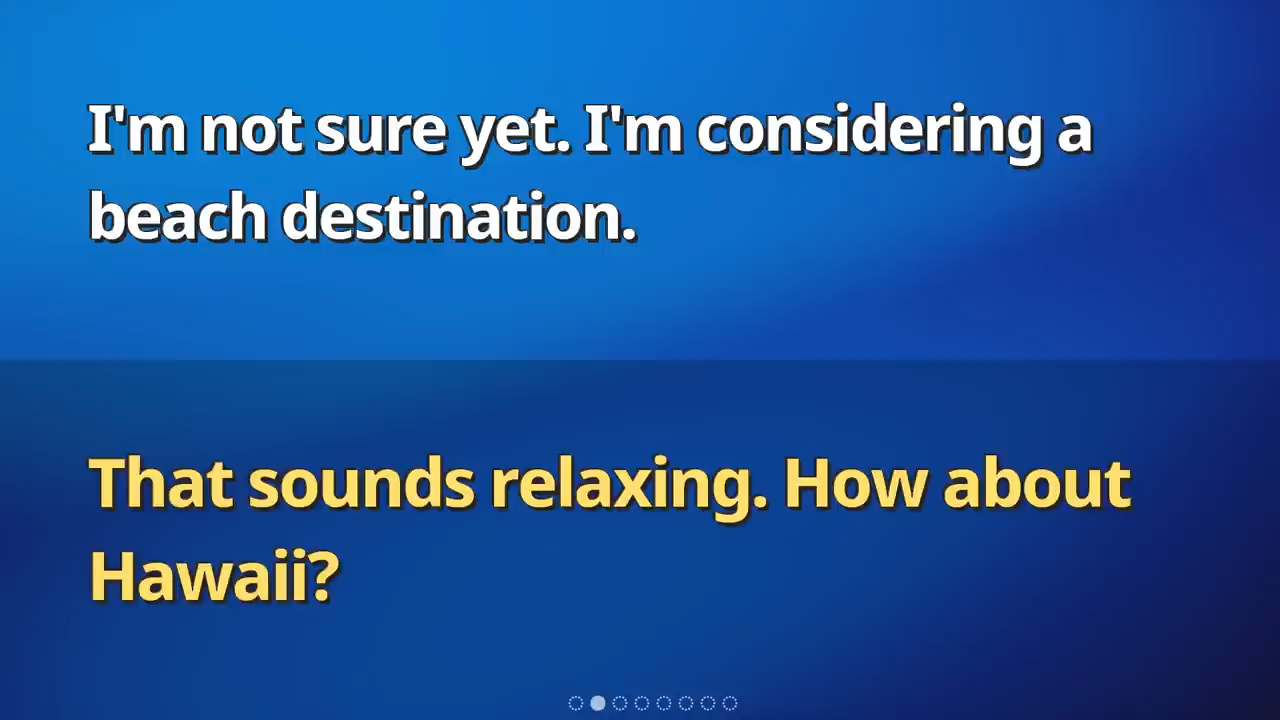 I'm not sure yet. I'm considering a
beach destination.
That sounds relaxing. How about
Hawaii?